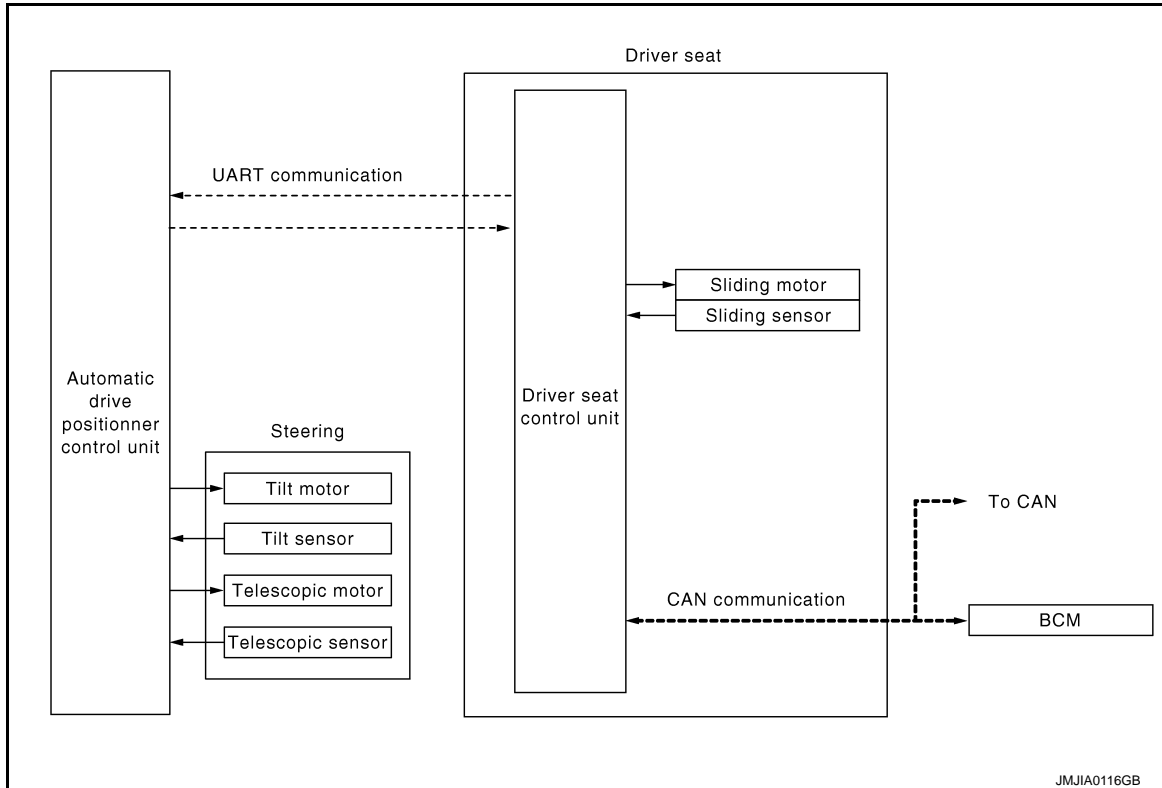 Driver seat
UART communication
Sliding motor
Sliding sensor
Automatic
drive
positionner
control unit
Driver seat
control unit
Steering
Tilt motor
Tilt sensor
Telescopic motor
Telescopic sensor
To CAN
CAN communication
BCM
JMJIA0116GB